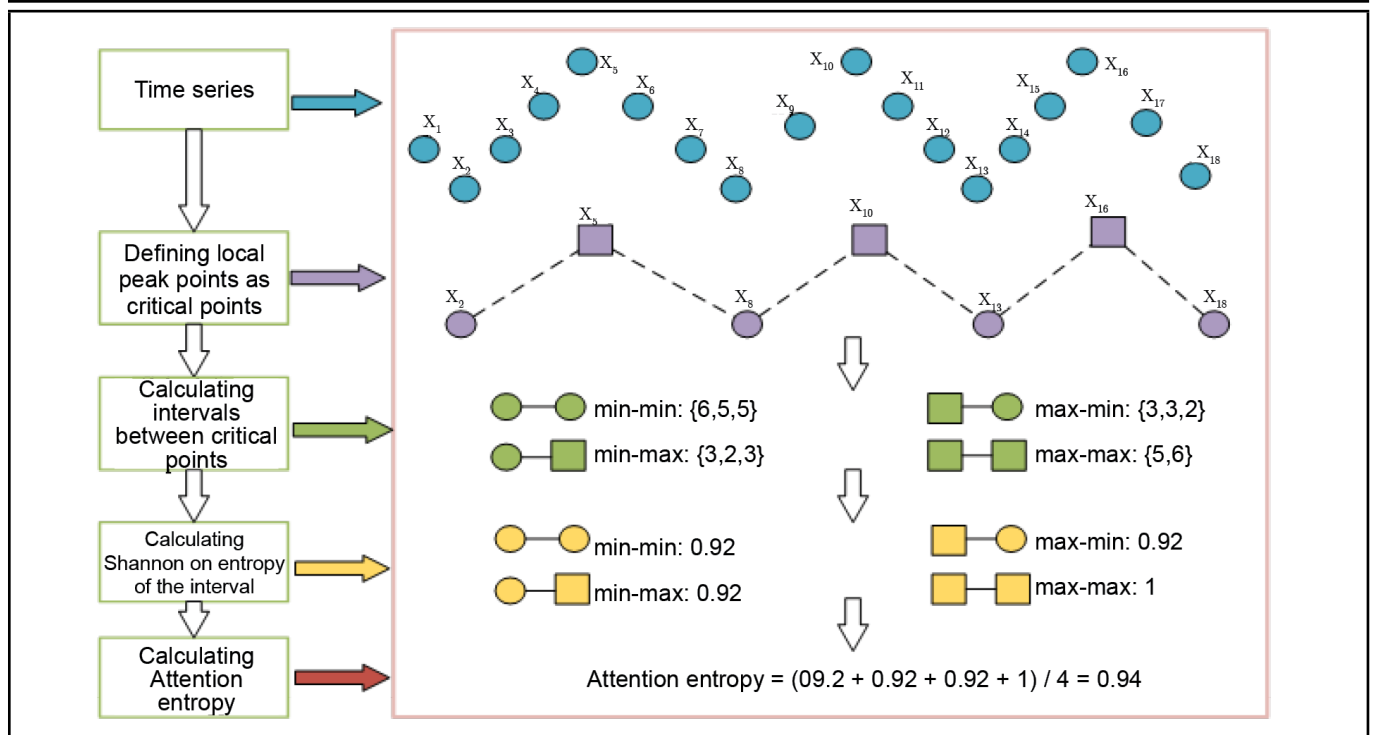 Time series
X₁
X₂
X₃
X₄
X₅
X₆
X₇
X₈
X₉
X₁₀
X₁₁
X₁₂
X₁₃
X₁₄
X₁₅
X₁₆
X₁₇
X₁₈
Defining local
peak points as
critical points
X₂
X₅
X₈
X₁₀
X₁₃
X₁₆
X₁₈
Calculating
intervals
between critical
points
min-min: {6,5,5}
max-min: {3,3,2}
min-max: {3,2,3}
max-max: {5,6}
Calculating
Shannon on entropy
of the interval
min-min: 0.92
max-min: 0.92
min-max: 0.92
max-max: 1
Calculating
Attention
entropy
Attention entropy = (09.2 + 0.92 + 0.92 + 1) / 4 = 0.94